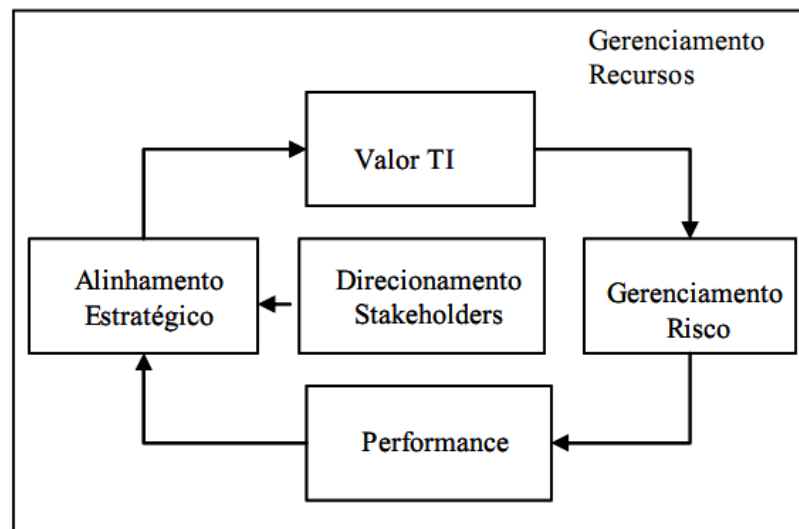 Gerenciamento
Recursos
Valor TI
Alinhamento
Estratégico
Direcionamento
Stakeholders
Gerenciamento
Risco
Performance